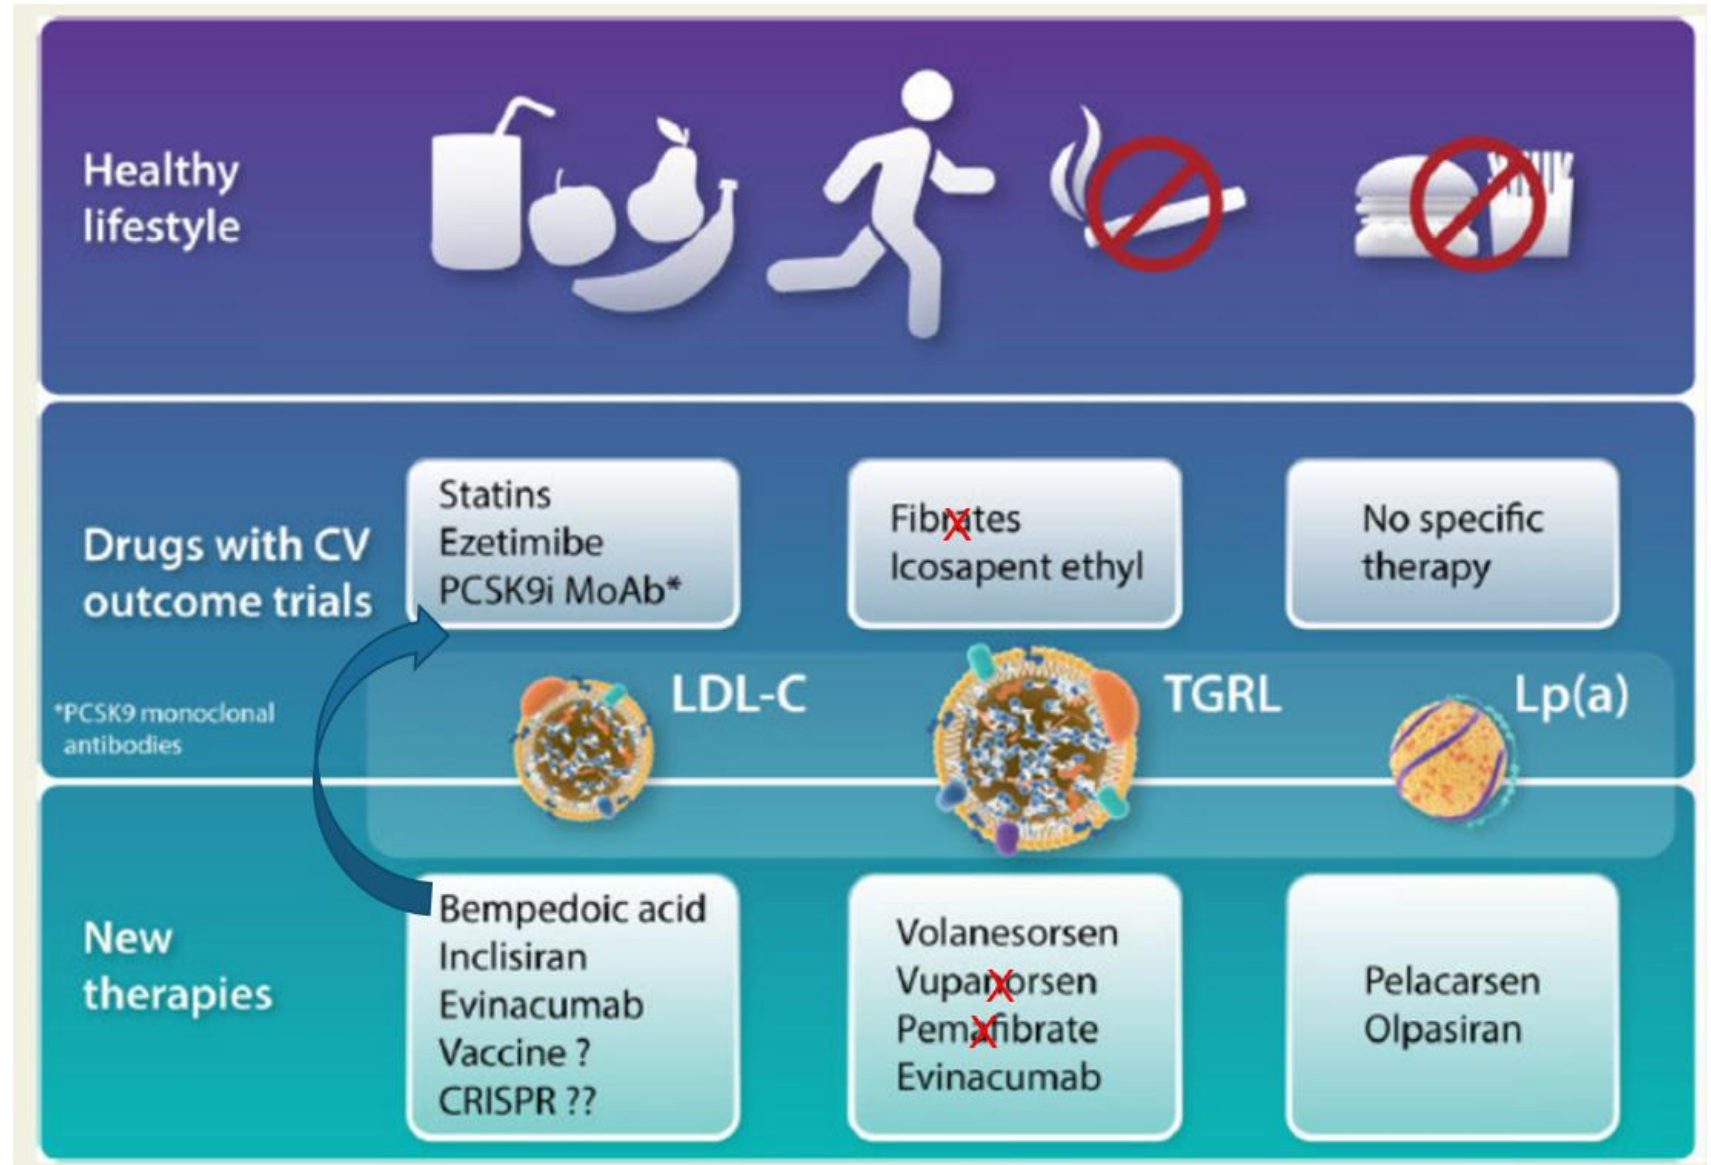 Healthy
lifestyle
Drugs with CV
outcome trials
*PCSK9 monoclonal
antibodies
Statins
Ezetimibe
PCSK9i MoAb*
Fibrates
X
Icosapent ethyl
No specific
therapy
LDL-C
TGRL
Lp(a)
New
therapies
Bempedoic acid
Inclisiran
Evinacumab
Vaccine ?
CRISPR ??
Volanesorsen
Vupanorsen
X
Pemafibrate
X
Evinacumab
Pelacarsen
Olpasiran